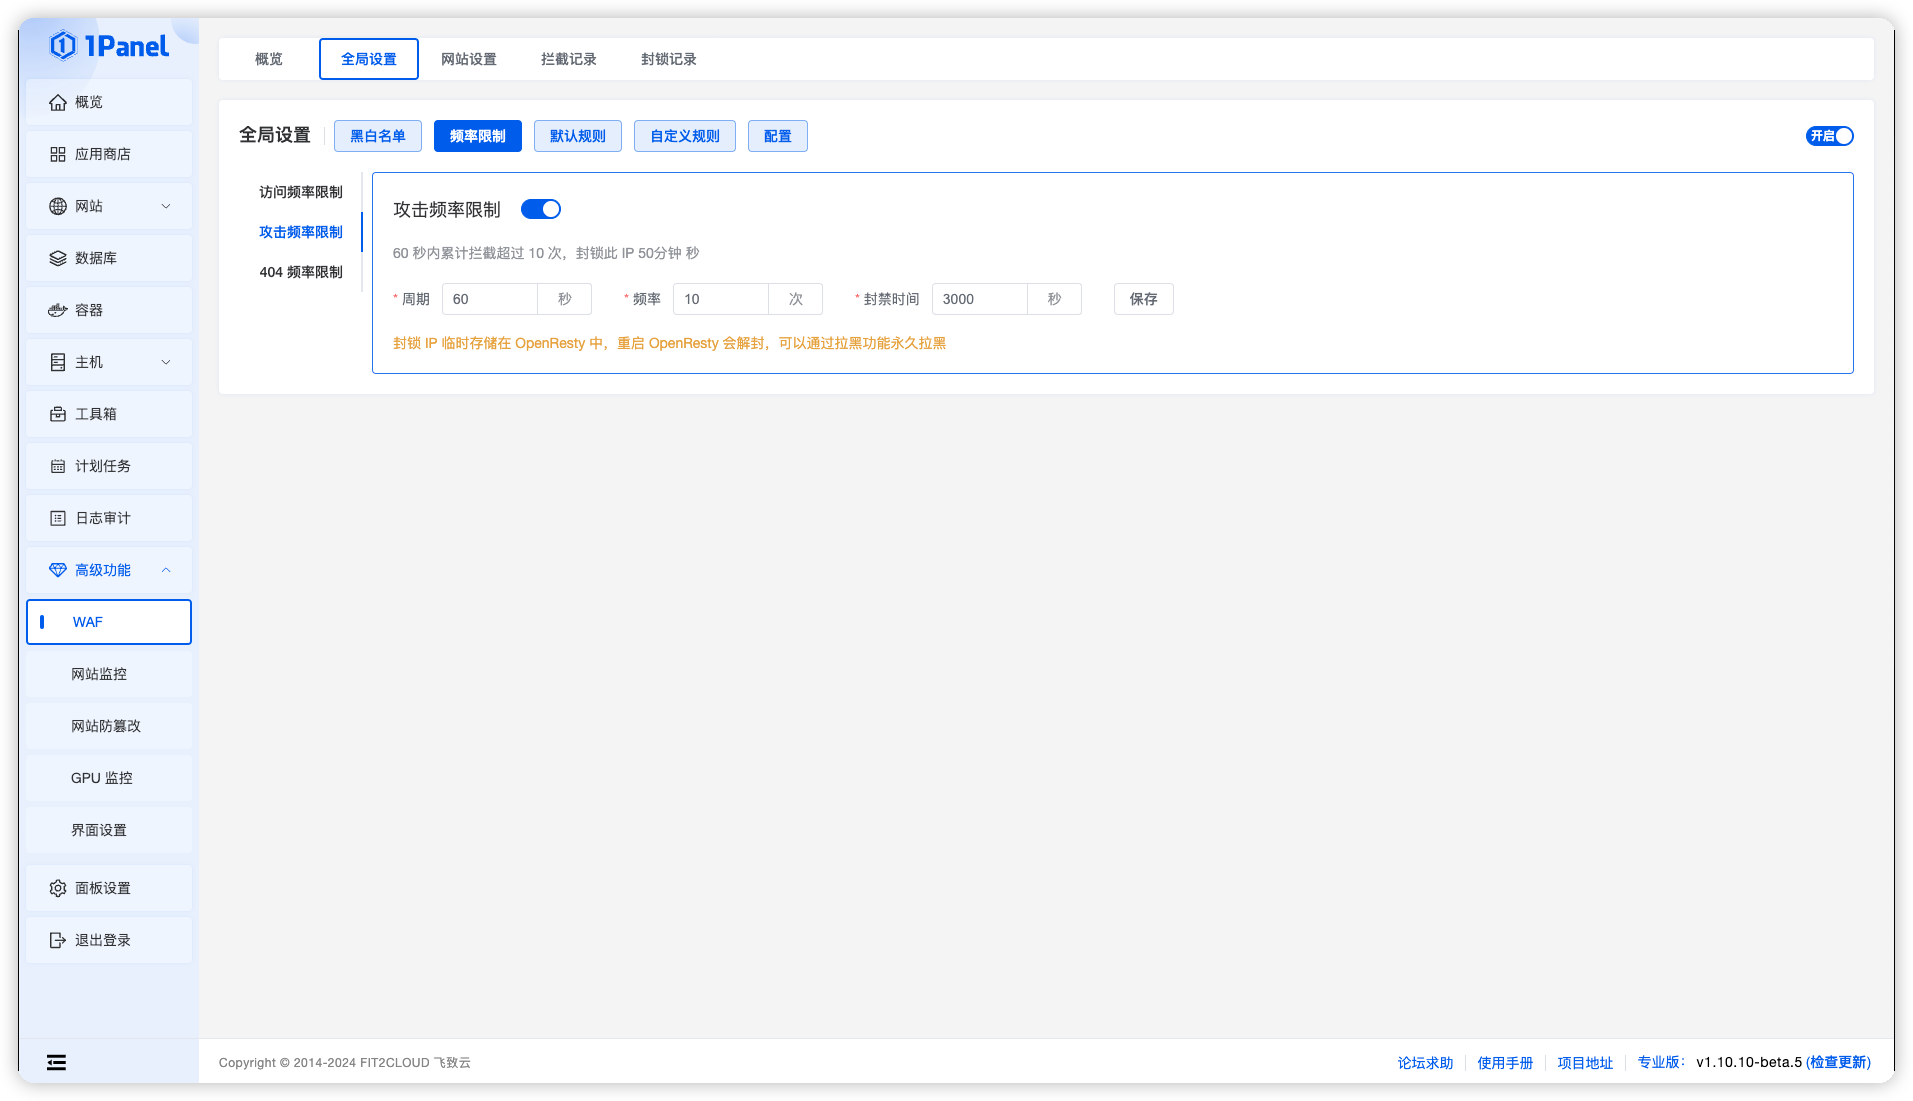 1Panel
概览
应用商店
网站
数据库
容器
主机
工具箱
计划任务
日志审计
高级功能
WAF
网站监控
网站防篡改
GPU 监控
界面设置
面板设置
退出登录
概览 全局设置 网站设置 拦截记录 封锁记录
全局设置 黑白名单 频率限制 默认规则 自定义规则 配置 开启
访问频率限制
攻击频率限制
404 频率限制
攻击频率限制
60 秒内累计拦截超过 10 次，封锁此 IP 50分钟 秒
* 周期 60 秒 * 频率 10 次 * 封禁时间 3000 秒 保存
封锁 IP 临时存储在 OpenResty 中，重启 OpenResty 会解封，可以通过拉黑功能永久拉黑
Copyright © 2014-2024 FIT2CLOUD 飞致云
论坛求助 使用手册 项目地址 专业版： v1.10.10-beta.5 (检查更新)